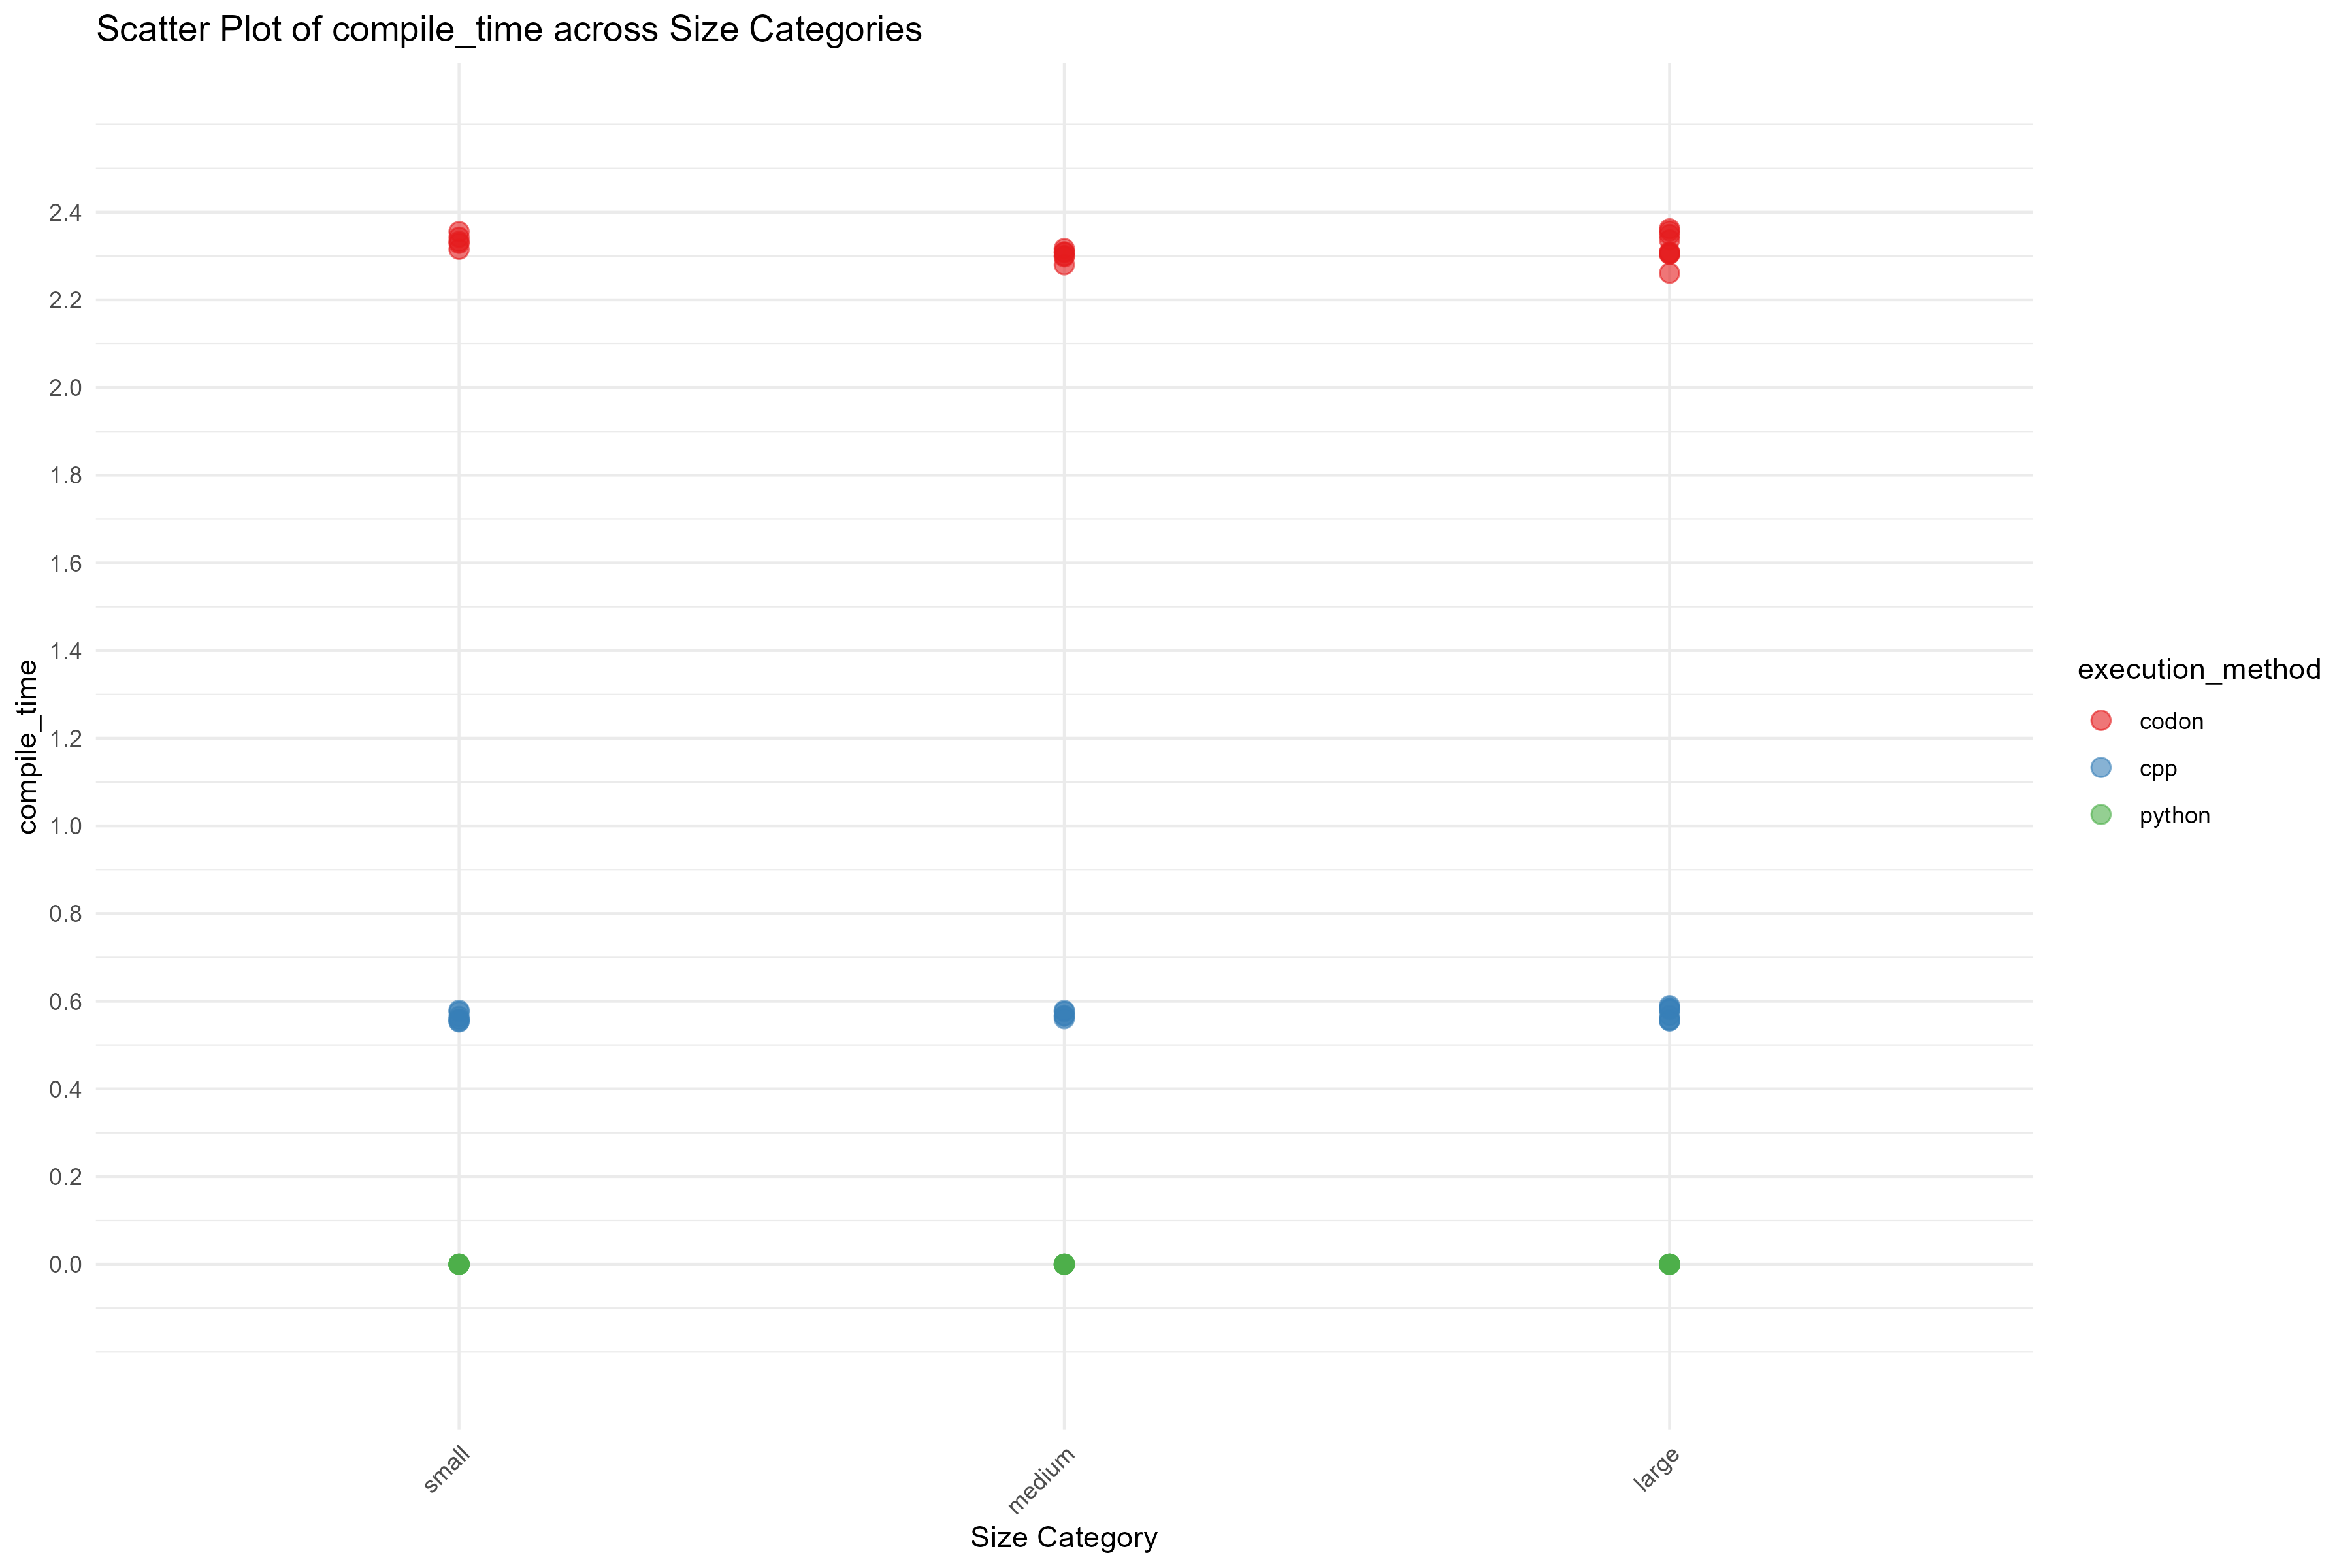 Scatter Plot of compile_time across Size Categories
compile_time
2.4
2.2
2.0
1.8
1.6
1.4
1.2
1.0
0.8
0.6
0.4
0.2
0.0
small
medium
large
Size Category
execution_method
codon
cpp
python